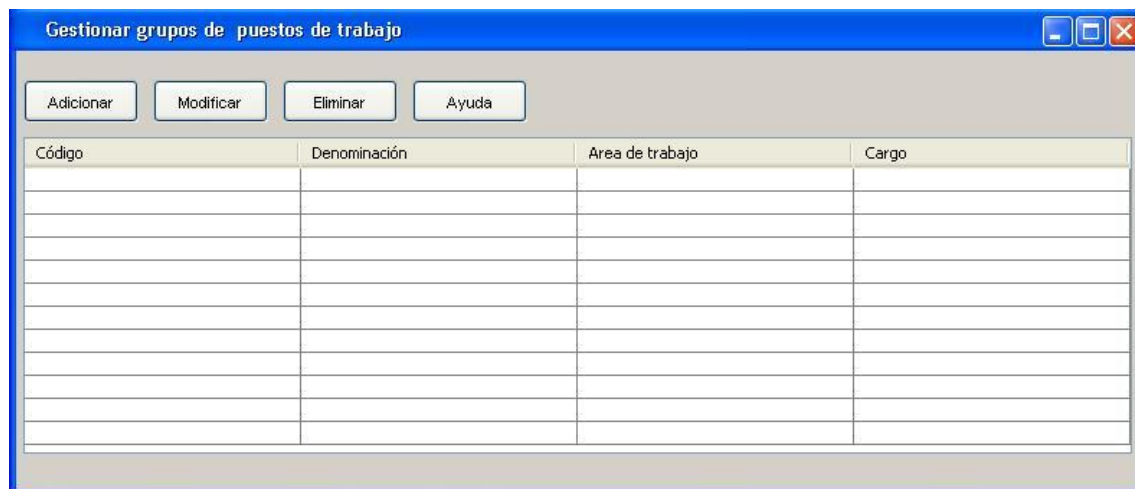 Gestionar grupos de  puestos de trabajo
Adicionar Modificar Eliminar Ayuda
Código Denominación Area de trabajo Cargo